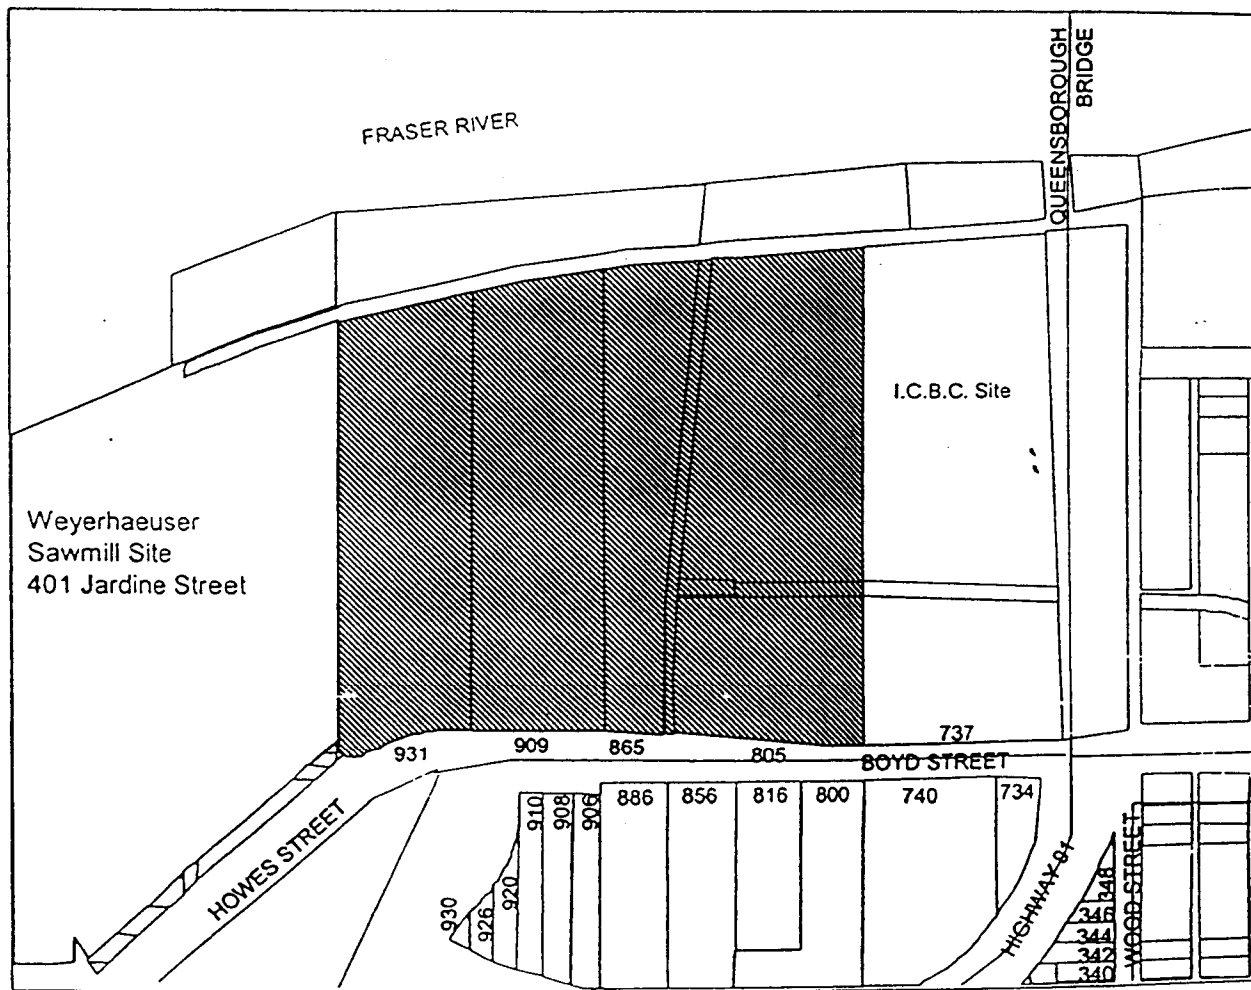 QUEENSBOROUGH
BRIDGE
FRASER RIVER
I.C.B.C. Site
Weyerhaeuser
Sawmill Site
401 Jardine Street
931
909
865
805
737
BOYD STREET
HOWES STREET
930
926
920
910
908
906
886
856
816
800
740
734
HIGHWAY 91
WOOD STREET
348
346
344
342
340